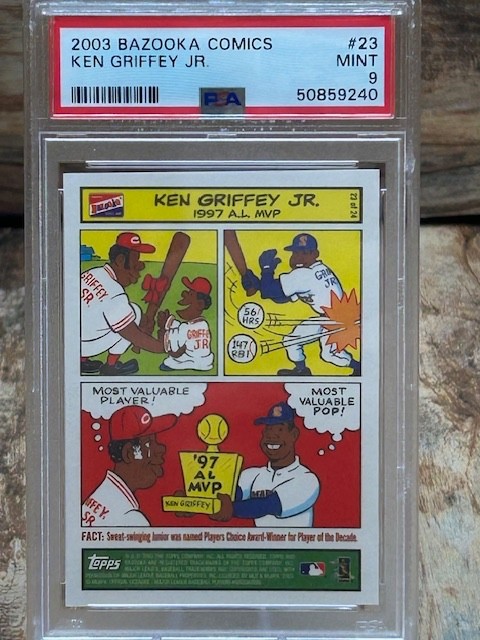 2003 BAZOOKA COMICS #23
KEN GRIFFEY JR. MINT
9
PSA 50859240
Bazooka
KEN GRIFFEY JR.
1997 A.L. MVP
23 of 24
GRIFFEY
SR.
GRIFFEY
JR.
56
HRS
147
RBI
MOST VALUABLE
PLAYER!
MOST
VALUABLE
POP!
'97
AL
MVP
KEN GRIFFEY
FACT: Sweet-swinging Junior was named Players Choice Award-Winner for Player of the Decade.
topps